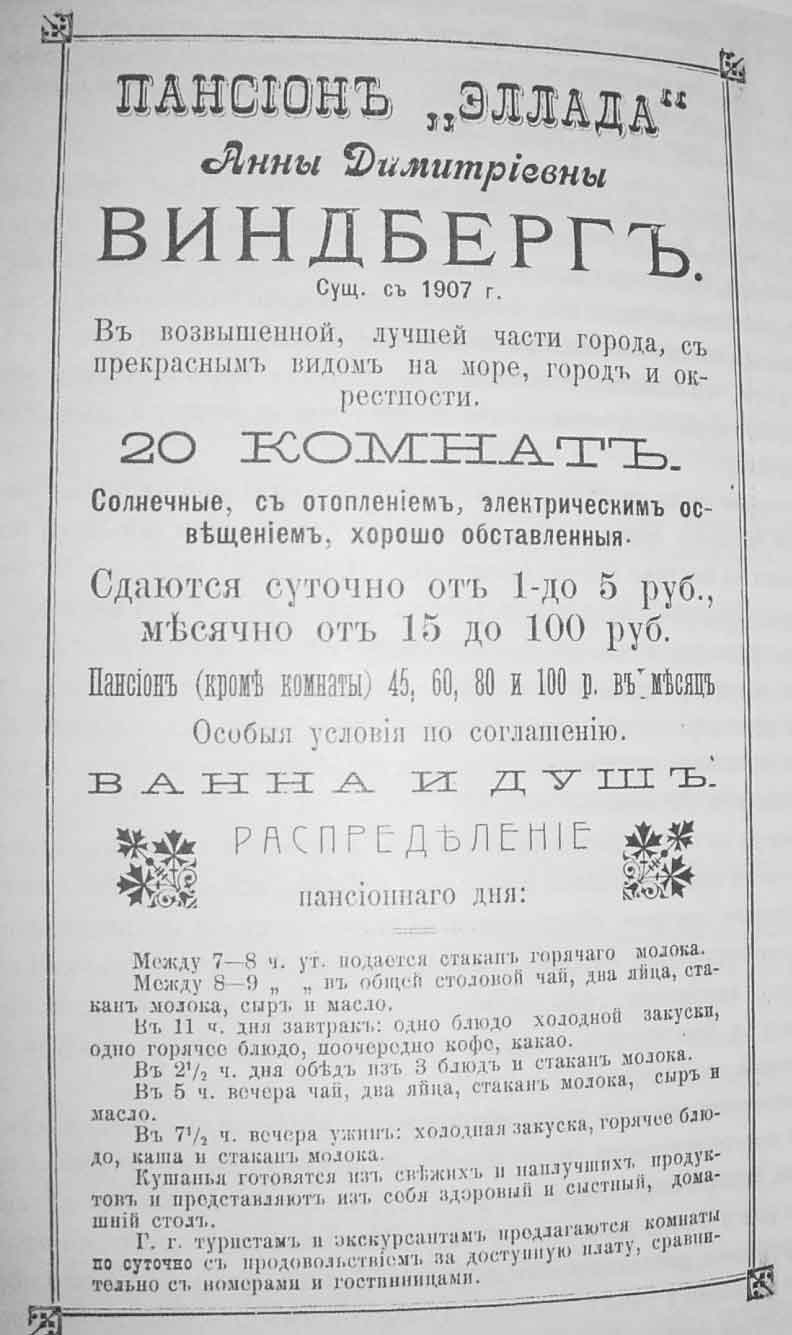 ПАНСІОНЪ „ЭЛЛАДА“
Анны Димитріевны
ВИНДБЕРГЪ.
Сущ. съ 1907 г.
Въ возвышенной, лучшей части города, съ
прекраснымъ видомъ на море, городъ и ок-
рестности.
20 КОМНАТЪ.
Солнечные, съ отопленіемъ, электрическимъ ос-
вѣщеніемъ, хорошо обставленныя.
Сдаются суточно отъ 1-до 5 руб.,
мѣсячно отъ 15 до 100 руб.
Пансіонъ (кромѣ комнаты) 45, 60, 80 и 100 р. въ мѣсяцъ
Особыя условія по соглашенію.
ВАННА И ДУШЪ.
РАСПРЕДѢЛЕНІЕ
пансіоннаго дня:
Между 7—8 ч. ут. подается стаканъ горячаго молока.
Между 8—9 „ „ въ общей столовой чай, два яйца, ста-
канъ молока, сыръ и масло.
Въ 11 ч. дня завтракъ: одно блюдо холодной закуски,
одно горячее блюдо, поочередно кофе, какао.
Въ 2½ ч. дня обѣдъ изъ 3 блюдъ и стаканъ молока.
Въ 5 ч. вечера чай, два яйца, стаканъ молока, сыръ и
масло.
Въ 7½ ч. вечера ужинъ: холодная закуска, горячее блю-
до, каша и стаканъ молока.
Кушанья готовятся изъ свѣжихъ и наилучшихъ продук-
товъ и представляютъ изъ себя здоровый и сыстный, дома-
шній столъ.
Г. г. туристамъ и экскурсантамъ предлагаются комнаты
по суточно съ продовольствіемъ за доступную плату, сравни-
тельно съ номерами и гостинницами.